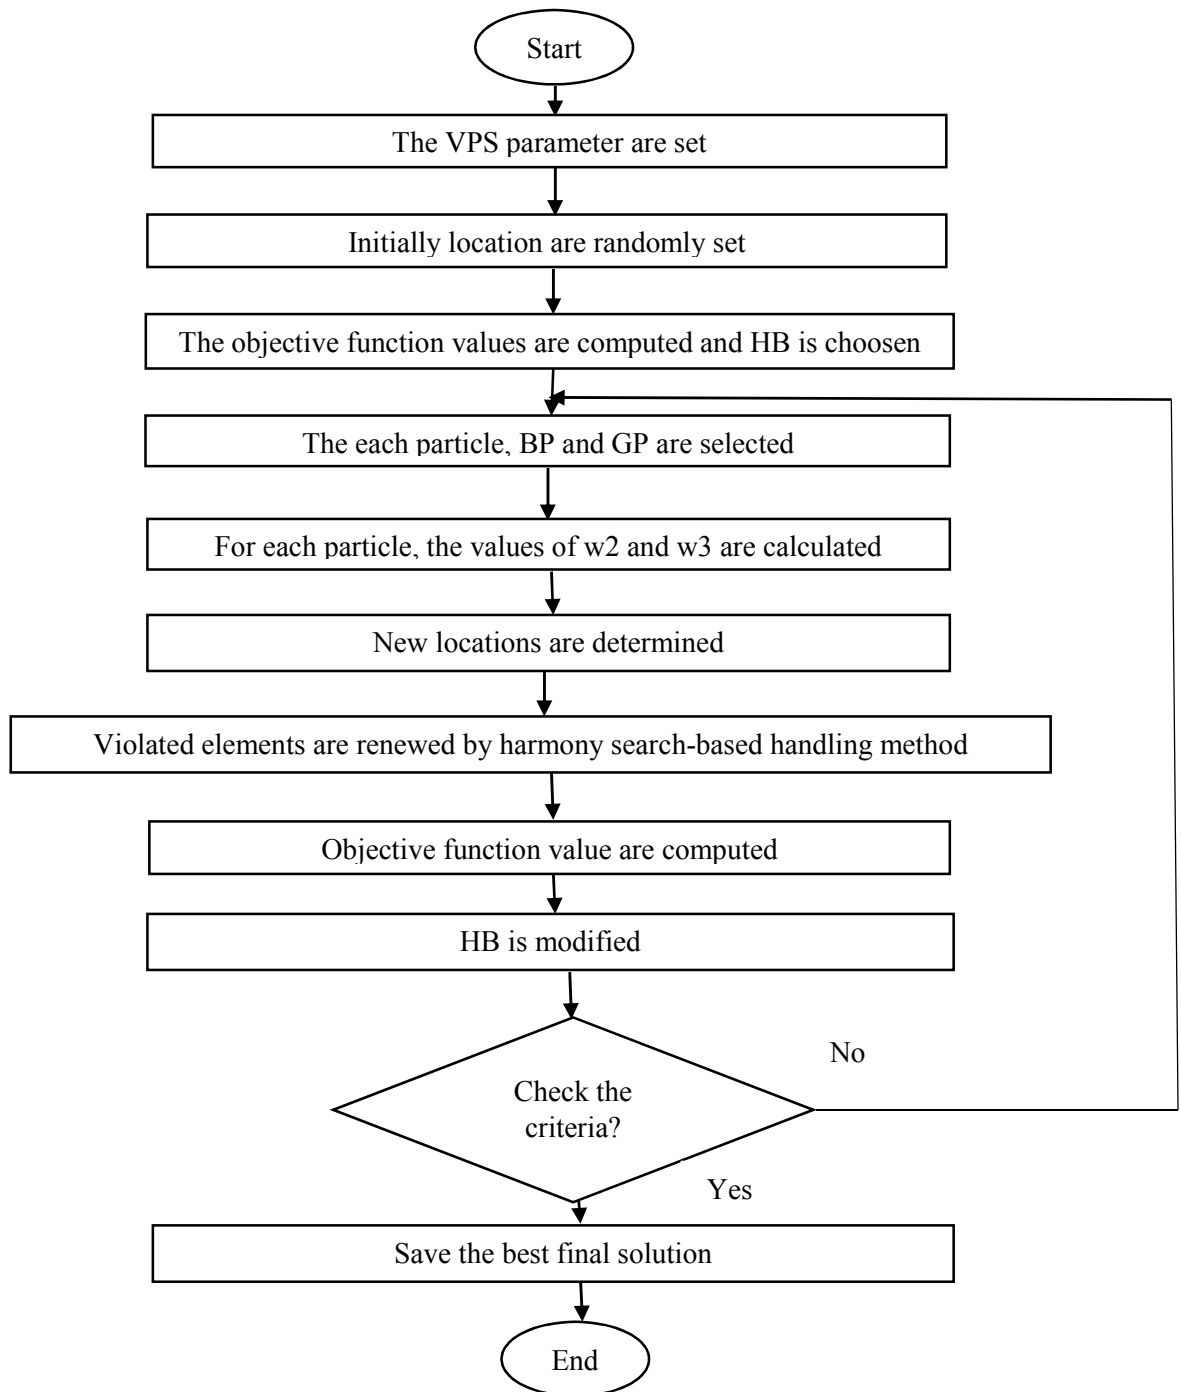 Start
The VPS parameter are set
Initially location are randomly set
The objective function values are computed and HB is choosen
The each particle, BP and GP are selected
For each particle, the values of w2 and w3 are calculated
New locations are determined
Violated elements are renewed by harmony search-based handling method
Objective function value are computed
HB is modified
No
Check the
criteria?
Yes
Save the best final solution
End